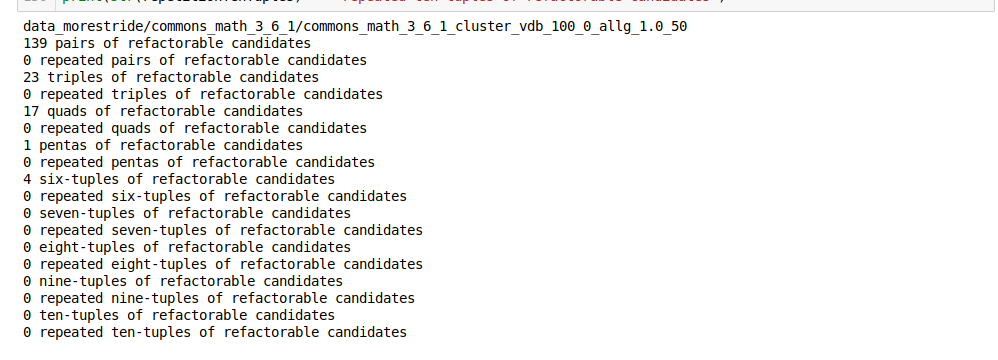 data_morestride/commons_math_3_6_1/commons_math_3_6_1_cluster_vdb_100_0_allg_1.0_50
139 pairs of refactorable candidates
0 repeated pairs of refactorable candidates
23 triples of refactorable candidates
0 repeated triples of refactorable candidates
17 quads of refactorable candidates
0 repeated quads of refactorable candidates
1 pentas of refactorable candidates
0 repeated pentas of refactorable candidates
4 six-tuples of refactorable candidates
0 repeated six-tuples of refactorable candidates
0 seven-tuples of refactorable candidates
0 repeated seven-tuples of refactorable candidates
0 eight-tuples of refactorable candidates
0 repeated eight-tuples of refactorable candidates
0 nine-tuples of refactorable candidates
0 repeated nine-tuples of refactorable candidates
0 ten-tuples of refactorable candidates
0 repeated ten-tuples of refactorable candidates